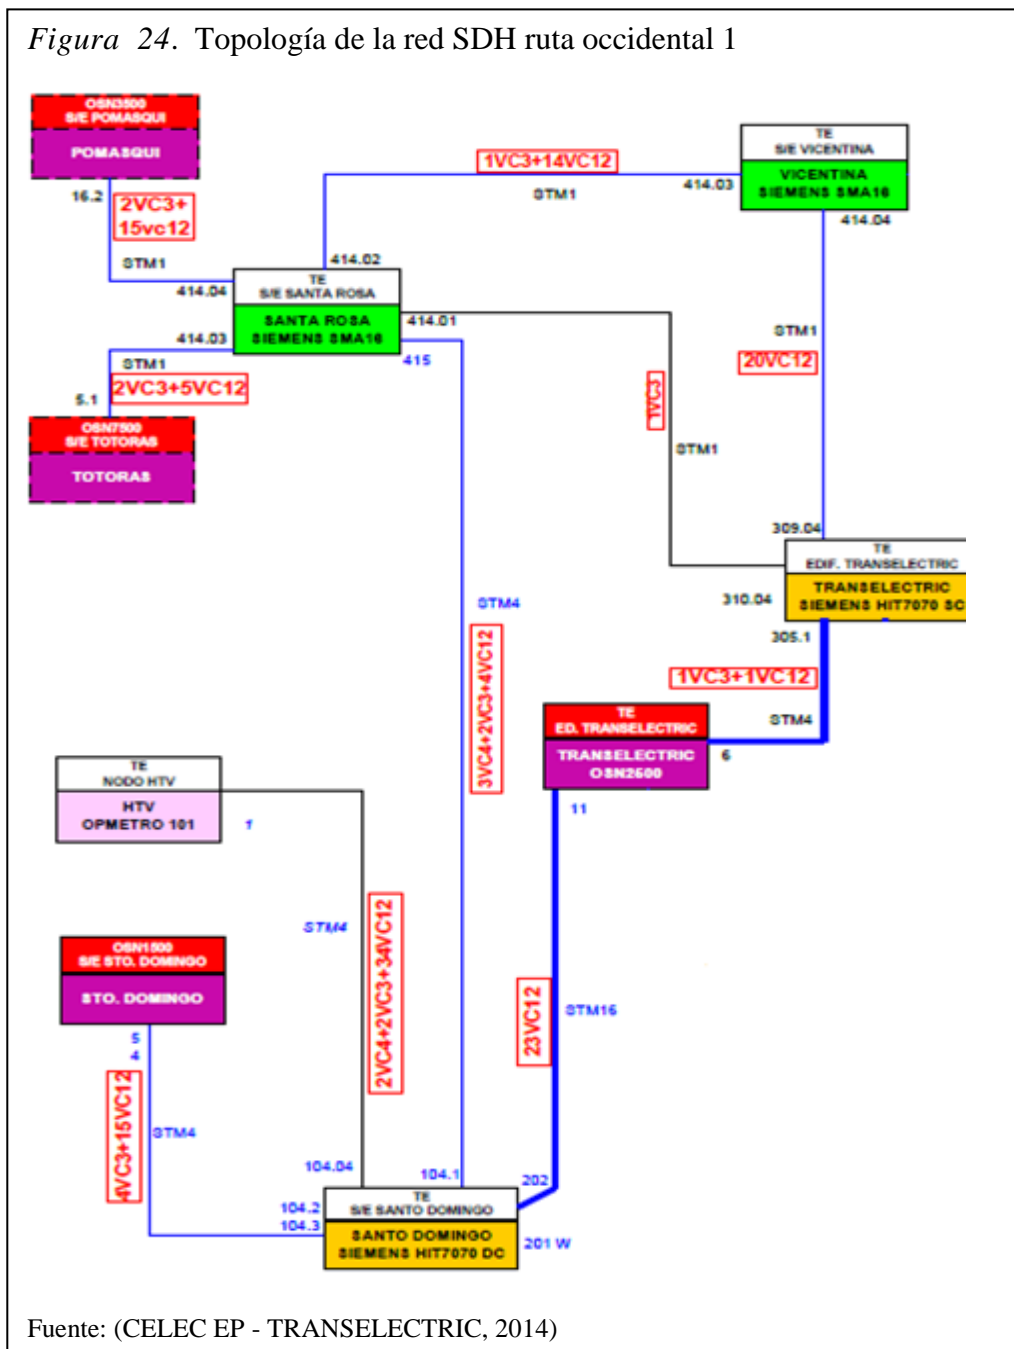 Figura 24. Topología de la red SDH ruta occidental 1
OSN3500
S/E POMASQUI
POMASQUI
16.2
2VC3+
15vc12
STM1
414.04
1VC3+14VC12
STM1
414.03
TE
S/E VICENTINA
VICENTINA
SIEMENS SMA16
414.04
414.02
TE
S/E SANTA ROSA
SANTA ROSA
SIEMENS SMA16
414.01
415
414.03
STM1
2VC3+5VC12
5.1
OSN7500
S/E TOTORAS
TOTORAS
STM1
20VC12
1VC3
STM1
309.04
TE
EDIF. TRANSELECTRIC
TRANSELECTRIC
SIEMENS HIT7070 SC
310.04
305.1
STM4
3VC4+2VC3+4VC12
1VC3+1VC12
STM4
TE
ED. TRANSELECTRIC
TRANSELECTRIC
OSN2500
6
11
TE
NODO HTV
HTV
OPMETRO 101
1
STM4
2VC4+2VC3+34VC12
OSN1500
S/E STO. DOMINGO
STO. DOMINGO
5
4
4VC3+15VC12
STM4
23VC12
STM16
104.04
104.1
202
104.2
104.3
TE
S/E SANTO DOMINGO
SANTO DOMINGO
SIEMENS HIT7070 DC
201 W
Fuente: (CELEC EP - TRANSELECTRIC, 2014)